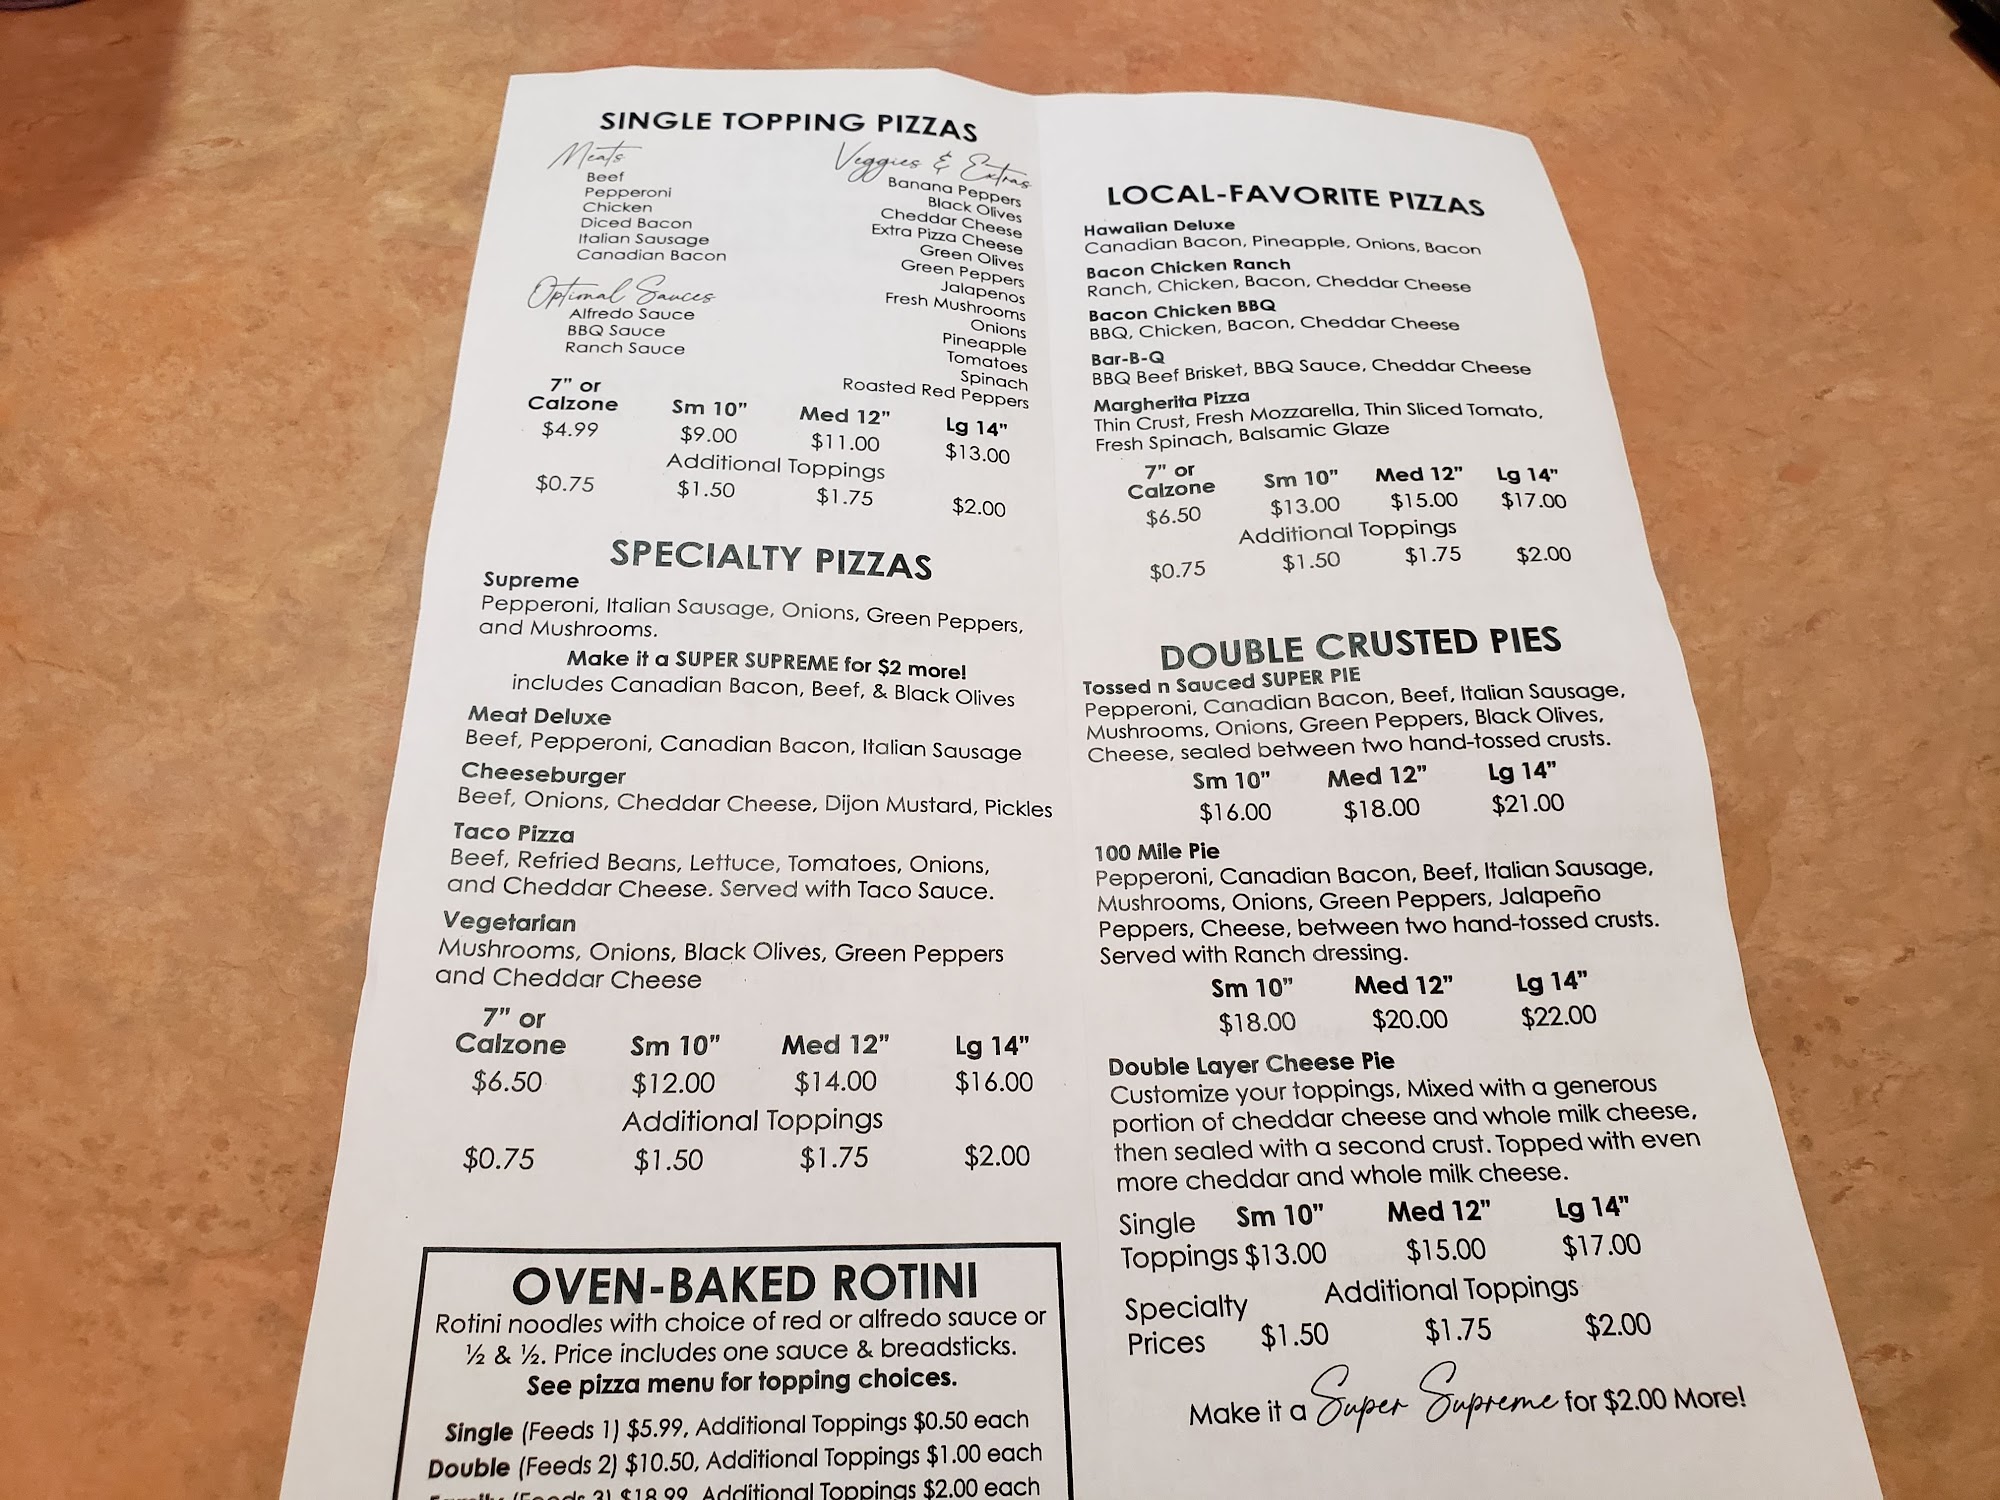 SINGLE TOPPING PIZZAS
Meats
Beef
Pepperoni
Chicken
Diced Bacon
Italian Sausage
Canadian Bacon
Optional Sauces
Alfredo Sauce
BBQ Sauce
Ranch Sauce
Veggies & Extras
Banana Peppers
Black Olives
Cheddar Cheese
Extra Pizza Cheese
Green Olives
Green Peppers
Jalapenos
Fresh Mushrooms
Onions
Pineapple
Tomatoes
Spinach
Roasted Red Peppers
7" or
Calzone Sm 10" Med 12" Lg 14"
$4.99 $9.00 $11.00 $13.00
Additional Toppings
$0.75 $1.50 $1.75 $2.00
SPECIALTY PIZZAS
Supreme
Pepperoni, Italian Sausage, Onions, Green Peppers,
and Mushrooms.
Make it a SUPER SUPREME for $2 more!
includes Canadian Bacon, Beef, & Black Olives
Meat Deluxe
Beef, Pepperoni, Canadian Bacon, Italian Sausage
Cheeseburger
Beef, Onions, Cheddar Cheese, Dijon Mustard, Pickles
Taco Pizza
Beef, Refried Beans, Lettuce, Tomatoes, Onions,
and Cheddar Cheese. Served with Taco Sauce.
Vegetarian
Mushrooms, Onions, Black Olives, Green Peppers
and Cheddar Cheese
7" or
Calzone Sm 10" Med 12" Lg 14"
$6.50 $12.00 $14.00 $16.00
Additional Toppings
$0.75 $1.50 $1.75 $2.00
OVEN-BAKED ROTINI
Rotini noodles with choice of red or alfredo sauce or
½ & ½. Price includes one sauce & breadsticks.
See pizza menu for topping choices.
Single (Feeds 1) $5.99, Additional Toppings $0.50 each
Double (Feeds 2) $10.50, Additional Toppings $1.00 each
Family (Feeds 3) $18.99, Additional Toppings $2.00 each
LOCAL-FAVORITE PIZZAS
Hawaiian Deluxe
Canadian Bacon, Pineapple, Onions, Bacon
Bacon Chicken Ranch
Ranch, Chicken, Bacon, Cheddar Cheese
Bacon Chicken BBQ
BBQ, Chicken, Bacon, Cheddar Cheese
Bar-B-Q
BBQ Beef Brisket, BBQ Sauce, Cheddar Cheese
Margherita Pizza
Thin Crust, Fresh Mozzarella, Thin Sliced Tomato,
Fresh Spinach, Balsamic Glaze
7" or
Calzone Sm 10" Med 12" Lg 14"
$6.50 $13.00 $15.00 $17.00
Additional Toppings
$0.75 $1.50 $1.75 $2.00
DOUBLE CRUSTED PIES
Tossed n Sauced SUPER PIE
Pepperoni, Canadian Bacon, Beef, Italian Sausage,
Mushrooms, Onions, Green Peppers, Black Olives,
Cheese, sealed between two hand-tossed crusts.
Sm 10" Med 12" Lg 14"
$16.00 $18.00 $21.00
100 Mile Pie
Pepperoni, Canadian Bacon, Beef, Italian Sausage,
Mushrooms, Onions, Green Peppers, Jalapeño
Peppers, Cheese, between two hand-tossed crusts.
Served with Ranch dressing.
Sm 10" Med 12" Lg 14"
$18.00 $20.00 $22.00
Double Layer Cheese Pie
Customize your toppings, Mixed with a generous
portion of cheddar cheese and whole milk cheese,
then sealed with a second crust. Topped with even
more cheddar and whole milk cheese.
Single Sm 10" Med 12" Lg 14"
Toppings $13.00 $15.00 $17.00
Specialty Additional Toppings
Prices $1.50 $1.75 $2.00
Make it a Super Supreme for $2.00 More!